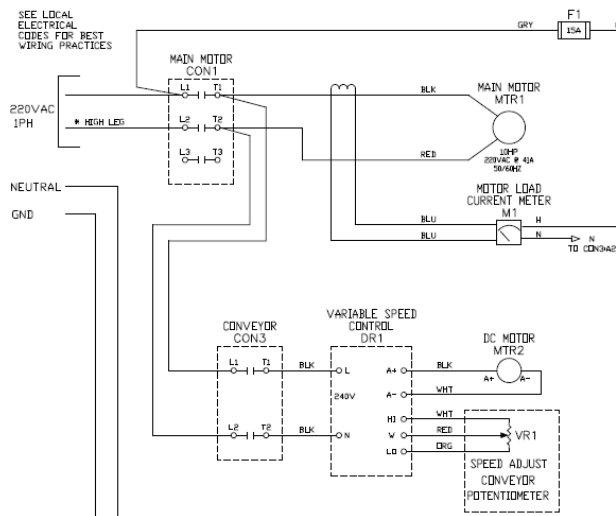 SEE LOCAL
ELECTRICAL
CODES FOR BEST
WIRING PRACTICES
GRY
F1
15A
MAIN MOTOR
CON1
L1 T1
L2 T2
L3 T3
220VAC
1PH
* HIGH LEG
BLK
RED
MAIN MOTOR
MTR1
10HP
220VAC @ 41A
50/60HZ
NEUTRAL
GND
MOTOR LOAD
CURRENT METER
M1
BLU
BLU
H
N
N
TO CON3-A2
CONVEYOR
CON3
L1 T1
L2 T2
BLK
BLK
VARIABLE SPEED
CONTROL
DR1
L
240V
N
A+
A-
HI
W
LO
BLK
WHT
WHT
RED
ORG
DC MOTOR
MTR2
A+ A-
VR1
SPEED ADJUST
CONVEYOR
POTENTIOMETER